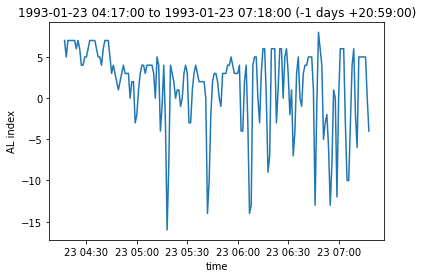 1993-01-23 04:17:00 to 1993-01-23 07:18:00 (-1 days +20:59:00)
AL index
5
0
−5
−10
−15
23 04:30 23 05:00 23 05:30 23 06:00 23 06:30 23 07:00
time